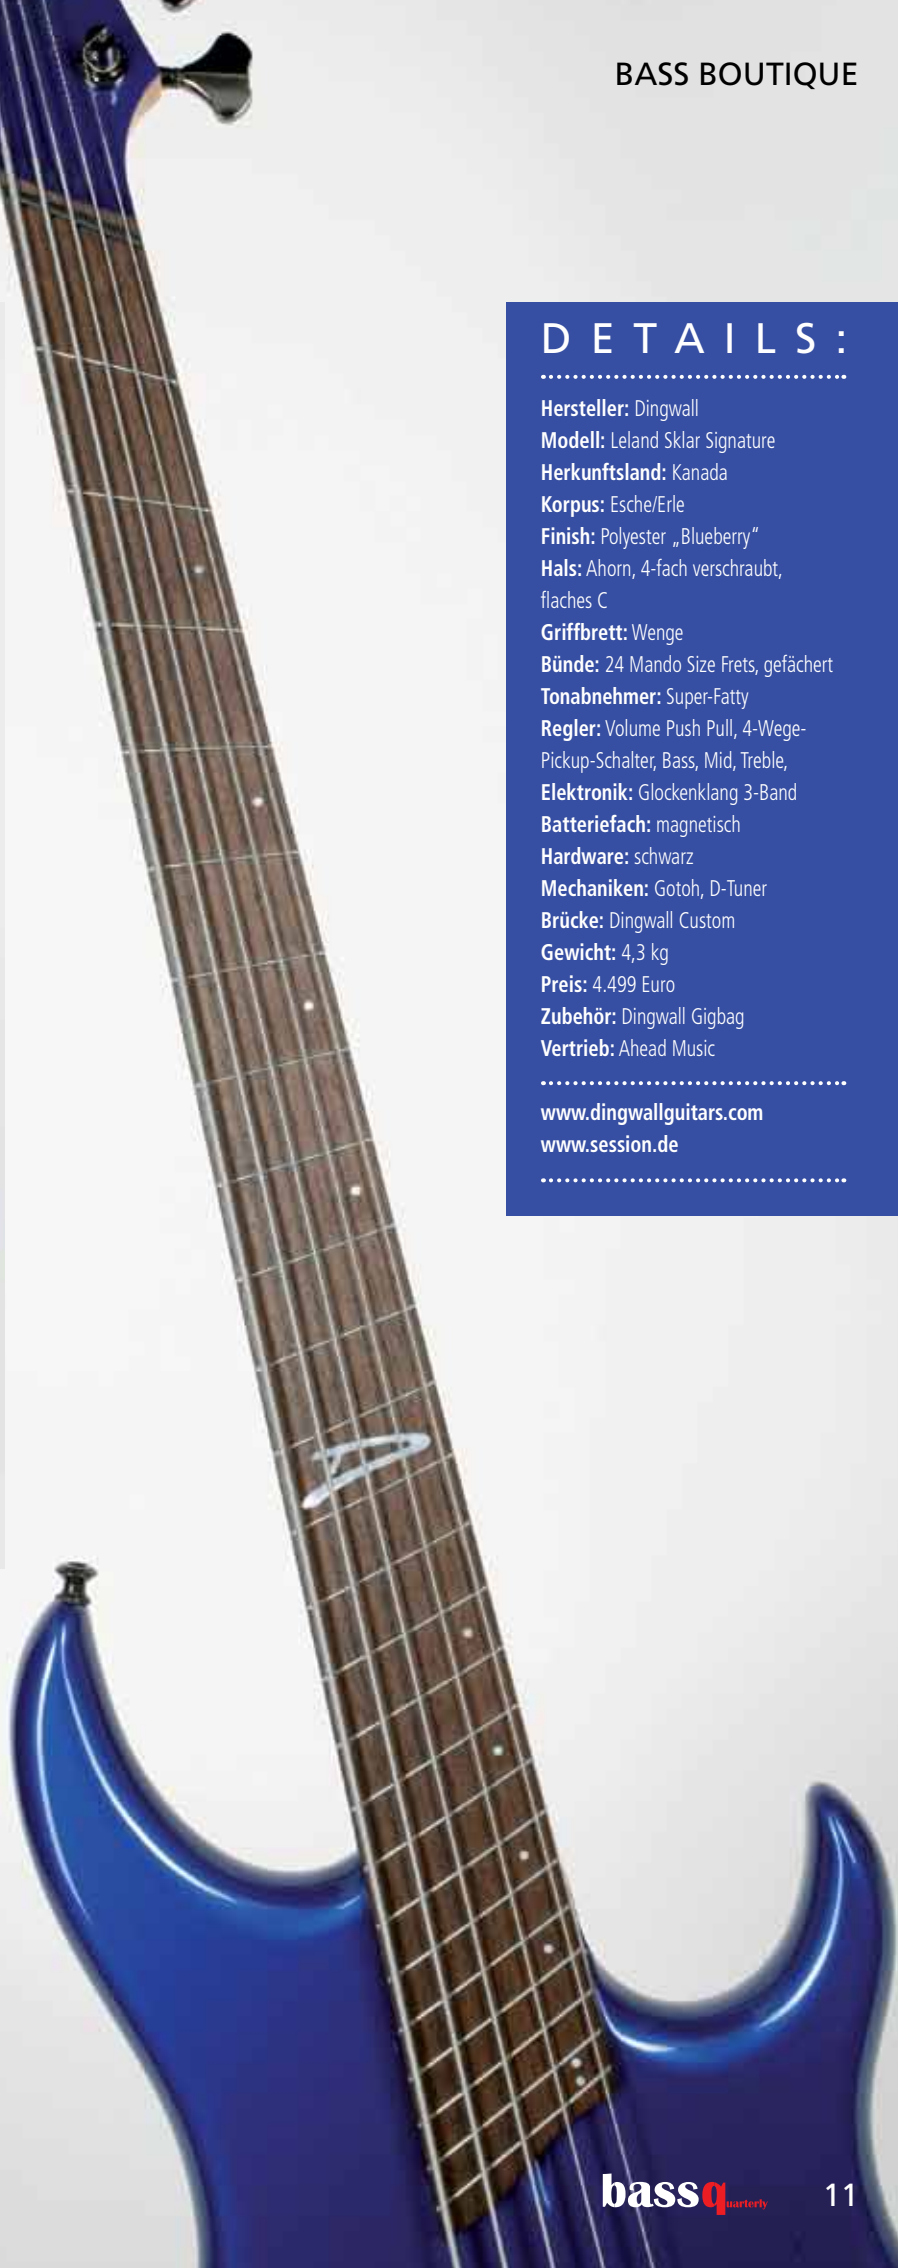 BASS BOUTIQUE
DETAILS:
Hersteller: Dingwall
Modell: Leland Sklar Signature
Herkunftsland: Kanada
Korpus: Esche/Erle
Finish: Polyester „Blueberry“
Hals: Ahorn, 4-fach verschraubt,
flaches C
Griffbrett: Wenge
Bünde: 24 Mando Size Frets, gefächert
Tonabnehmer: Super-Fatty
Regler: Volume Push Pull, 4-Wege-
Pickup-Schalter, Bass, Mid, Treble,
Elektronik: Glockenklang 3-Band
Batteriefach: magnetisch
Hardware: schwarz
Mechaniken: Gotoh, D-Tuner
Brücke: Dingwall Custom
Gewicht: 4,3 kg
Preis: 4.499 Euro
Zubehör: Dingwall Gigbag
Vertrieb: Ahead Music
www.dingwallguitars.com
www.session.de
bassquarterly 11